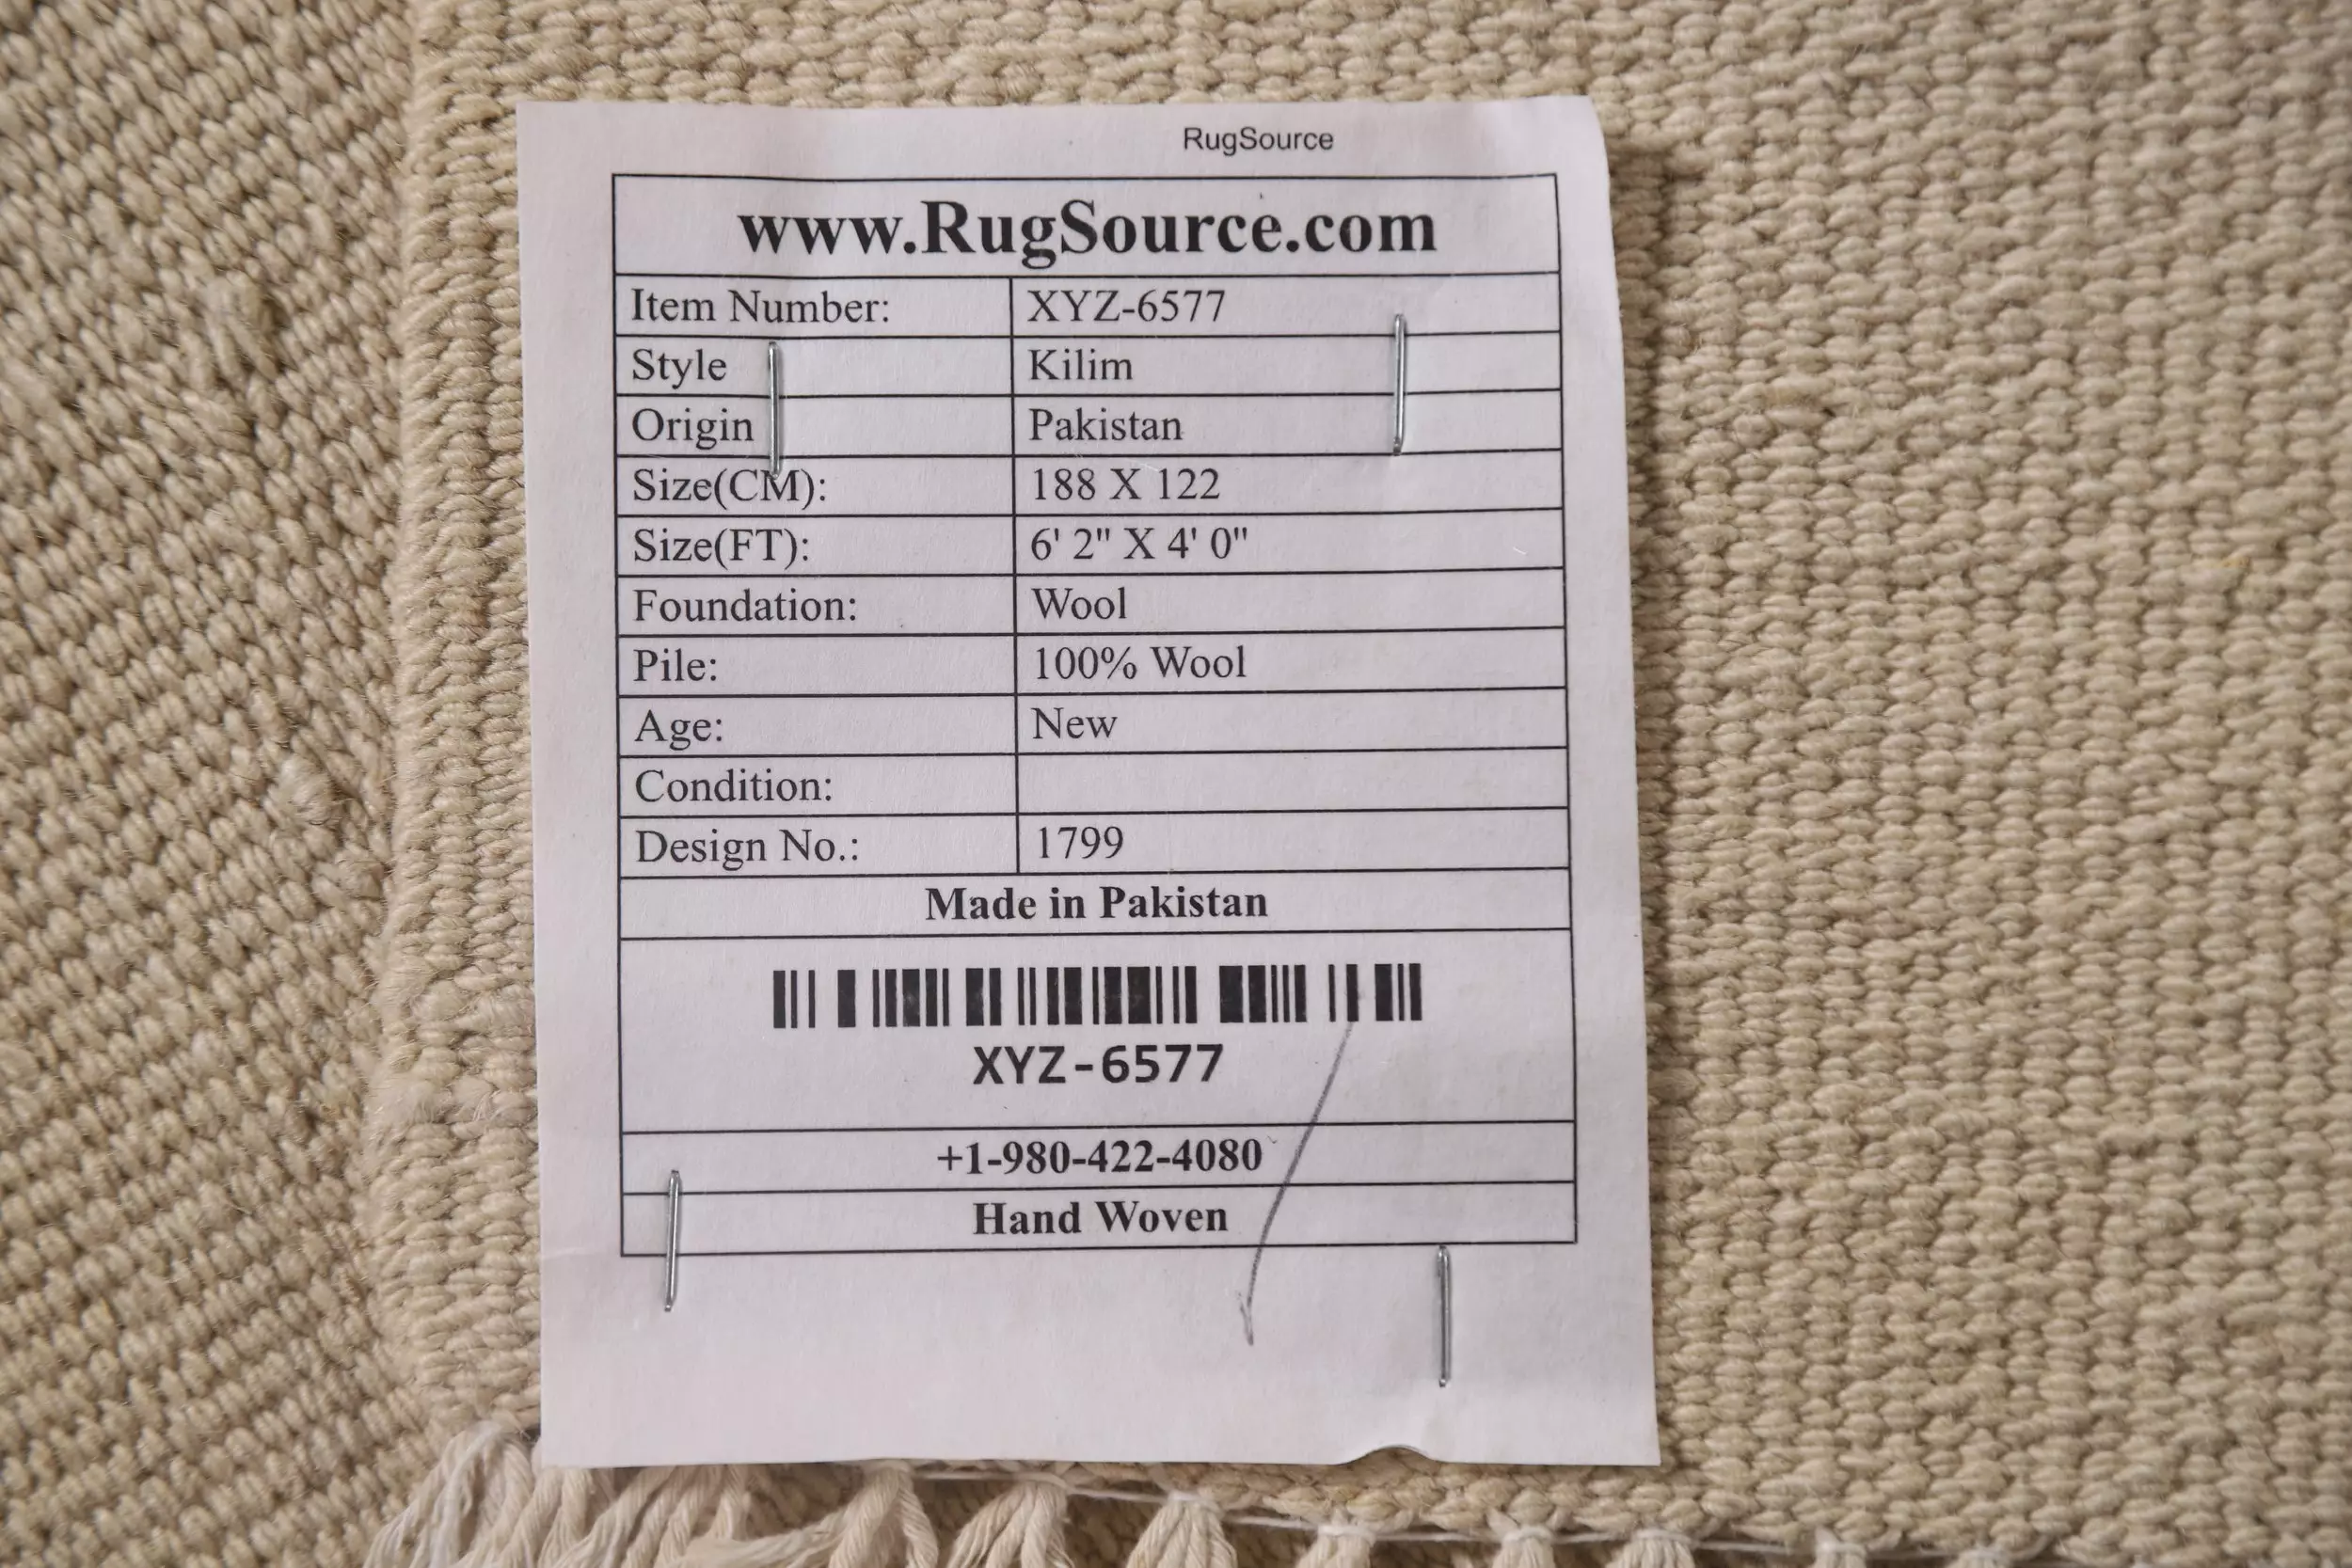 RugSource
www.RugSource.com
Item Number: XYZ-6577
Style Kilim
Origin Pakistan
Size(CM): 188 X 122
Size(FT): 6' 2" X 4' 0"
Foundation: Wool
Pile: 100% Wool
Age: New
Condition:
Design No.: 1799
Made in Pakistan
XYZ-6577
+1-980-422-4080
Hand Woven